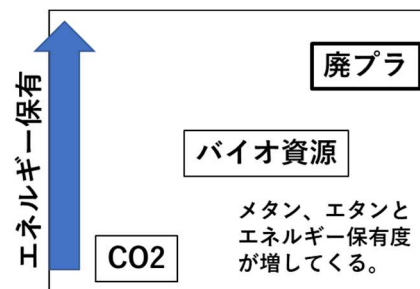 エネルギー保有
廃プラ
バイオ資源
CO2
メタン、エタンと
エネルギー保有度
が増してくる。